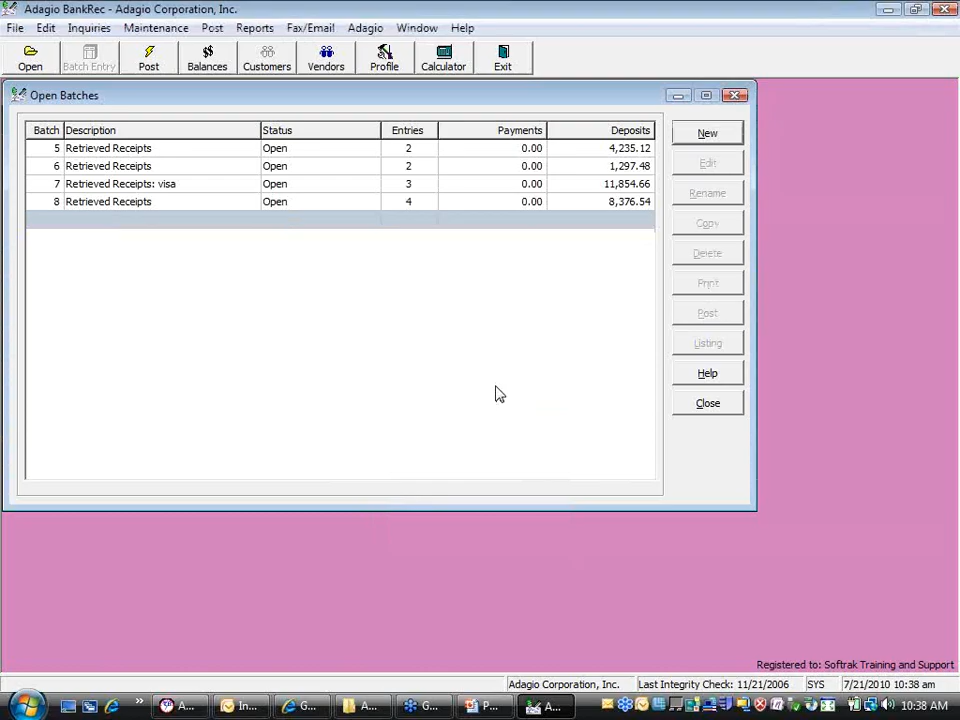 Adagio BankRec - Adagio Corporation, Inc.
File Edit Inquiries Maintenance Post Reports Fax/Email Adagio Window Help
Open Batch Entry Post Balances Customers Vendors Profile Calculator Exit
Open Batches
Batch Description Status Entries Payments Deposits
5 Retrieved Receipts Open 2 0.00 4,235.12
6 Retrieved Receipts Open 2 0.00 1,297.48
7 Retrieved Receipts: visa Open 3 0.00 11,854.66
8 Retrieved Receipts Open 4 0.00 8,376.54
New
Edit
Rename
Copy
Delete
Print
Post
Listing
Help
Close
Registered to: Softrak Training and Support
Adagio Corporation, Inc. Last Integrity Check: 11/21/2006 SYS 7/21/2010 10:38 am
A... In... G... A... G... P... A... 10:38 AM